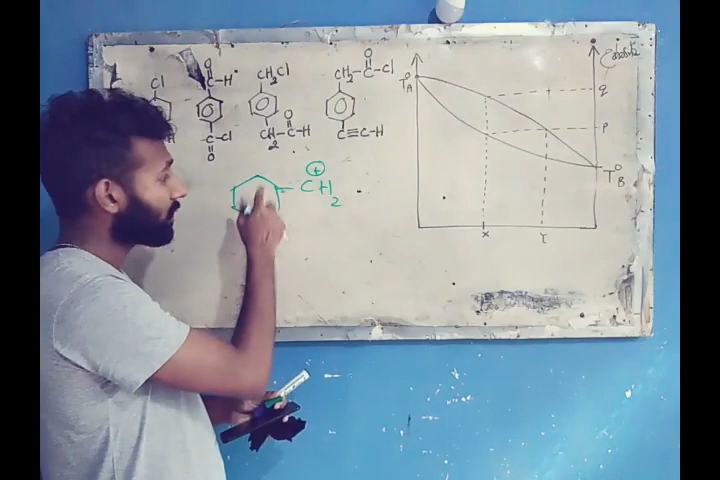 Cl
O
C-H
C-Cl
O
CH2Cl
O
CH2-C-H
O
CH2-C-Cl
C≡C-H
+
CH2
T°A
q
P
T°B
X
Y